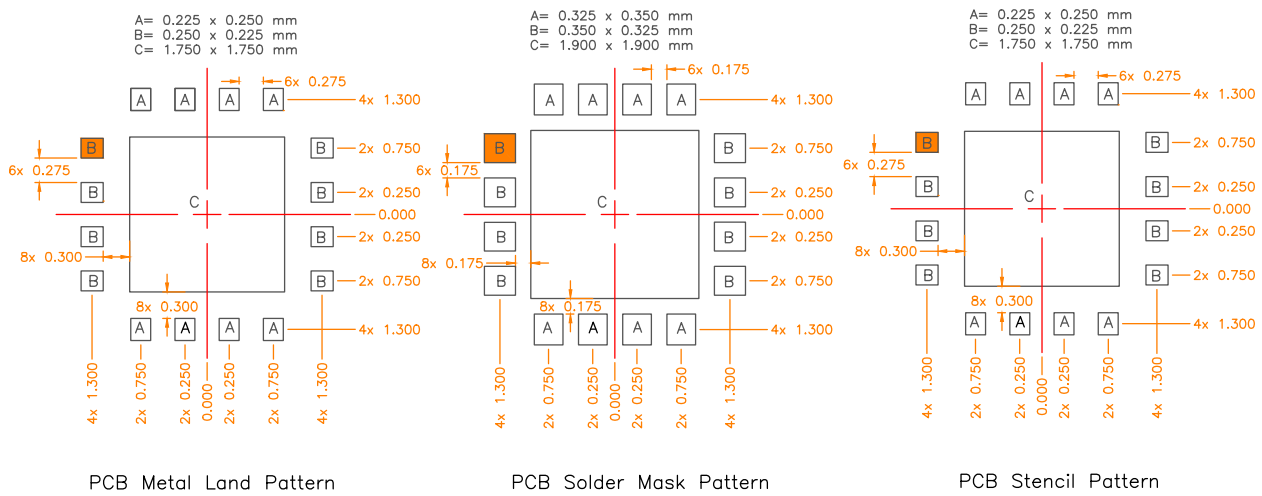 A= 0.225 x 0.250 mm
B= 0.250 x 0.225 mm
C= 1.750 x 1.750 mm
6x 0.275
A A A A
4x 1.300
B
2x 0.750
6x 0.275
B
2x 0.250
C
0.000
B
2x 0.250
8x 0.300
B
2x 0.750
8x 0.300
A A A A
4x 1.300
4x 1.300
2x 0.750
2x 0.250
0.000
2x 0.250
2x 0.750
4x 1.300
PCB Metal Land Pattern
A= 0.325 x 0.350 mm
B= 0.350 x 0.325 mm
C= 1.900 x 1.900 mm
6x 0.175
A A A A
4x 1.300
B B
2x 0.750
6x 0.175
B B
2x 0.250
C
0.000
B B
2x 0.250
8x 0.175
B B
2x 0.750
8x 0.175
A A A A
4x 1.300
4x 1.300
2x 0.750
2x 0.250
0.000
2x 0.250
2x 0.750
4x 1.300
PCB Solder Mask Pattern
A= 0.225 x 0.250 mm
B= 0.250 x 0.225 mm
C= 1.750 x 1.750 mm
6x 0.275
A A A A
4x 1.300
B B
2x 0.750
6x 0.275
B B
2x 0.250
C
0.000
B B
2x 0.250
8x 0.300
B B
2x 0.750
8x 0.300
A A A A
4x 1.300
4x 1.300
2x 0.750
2x 0.250
0.000
2x 0.250
2x 0.750
4x 1.300
PCB Stencil Pattern